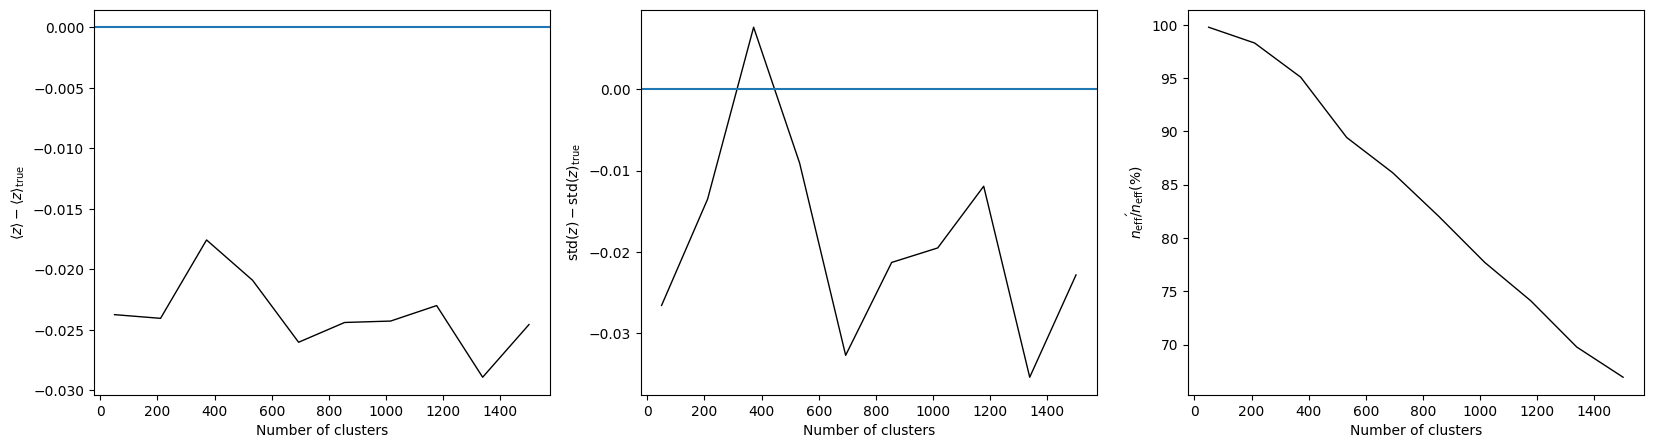 0.000
−0.005
−0.010
−0.015
−0.020
−0.025
−0.030
⟨z⟩ − ⟨z⟩true
0 200 400 600 800 1000 1200 1400
Number of clusters
0.00
−0.01
−0.02
−0.03
std(z) − std(z)true
0 200 400 600 800 1000 1200 1400
Number of clusters
100
95
90
85
80
75
70
n′eff/neff(%)
0 200 400 600 800 1000 1200 1400
Number of clusters